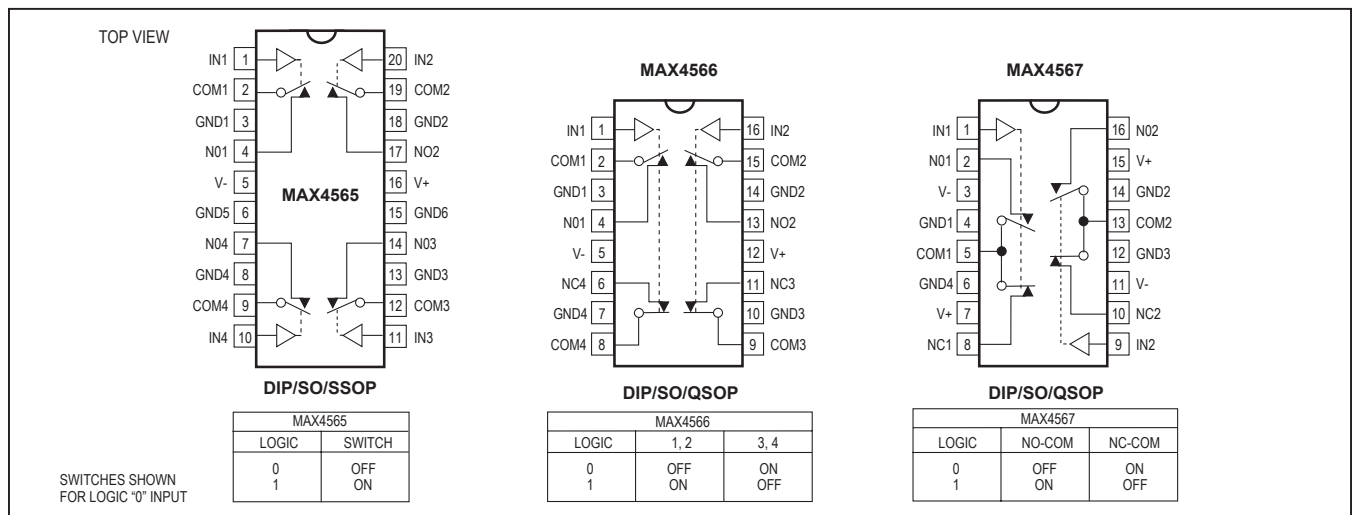 TOP VIEW
MAX4565
IN1 1
COM1 2
GND1 3
N01 4
V- 5
GND5 6
N04 7
GND4 8
COM4 9
IN4 10
20 IN2
19 COM2
18 GND2
17 NO2
16 V+
15 GND6
14 N03
13 GND3
12 COM3
11 IN3
DIP/SO/SSOP
MAX4565
LOGIC SWITCH
0 OFF
1 ON
SWITCHES SHOWN
FOR LOGIC “0” INPUT
MAX4566
IN1 1
COM1 2
GND1 3
N01 4
V- 5
NC4 6
GND4 7
COM4 8
16 IN2
15 COM2
14 GND2
13 NO2
12 V+
11 NC3
10 GND3
9 COM3
DIP/SO/QSOP
MAX4566
LOGIC 1, 2 3, 4
0 OFF ON
1 ON OFF
MAX4567
IN1 1
N01 2
V- 3
GND1 4
COM1 5
GND4 6
V+ 7
NC1 8
16 N02
15 V+
14 GND2
13 COM2
12 GND3
11 V-
10 NC2
9 IN2
DIP/SO/QSOP
MAX4567
LOGIC NO-COM NC-COM
0 OFF ON
1 ON OFF